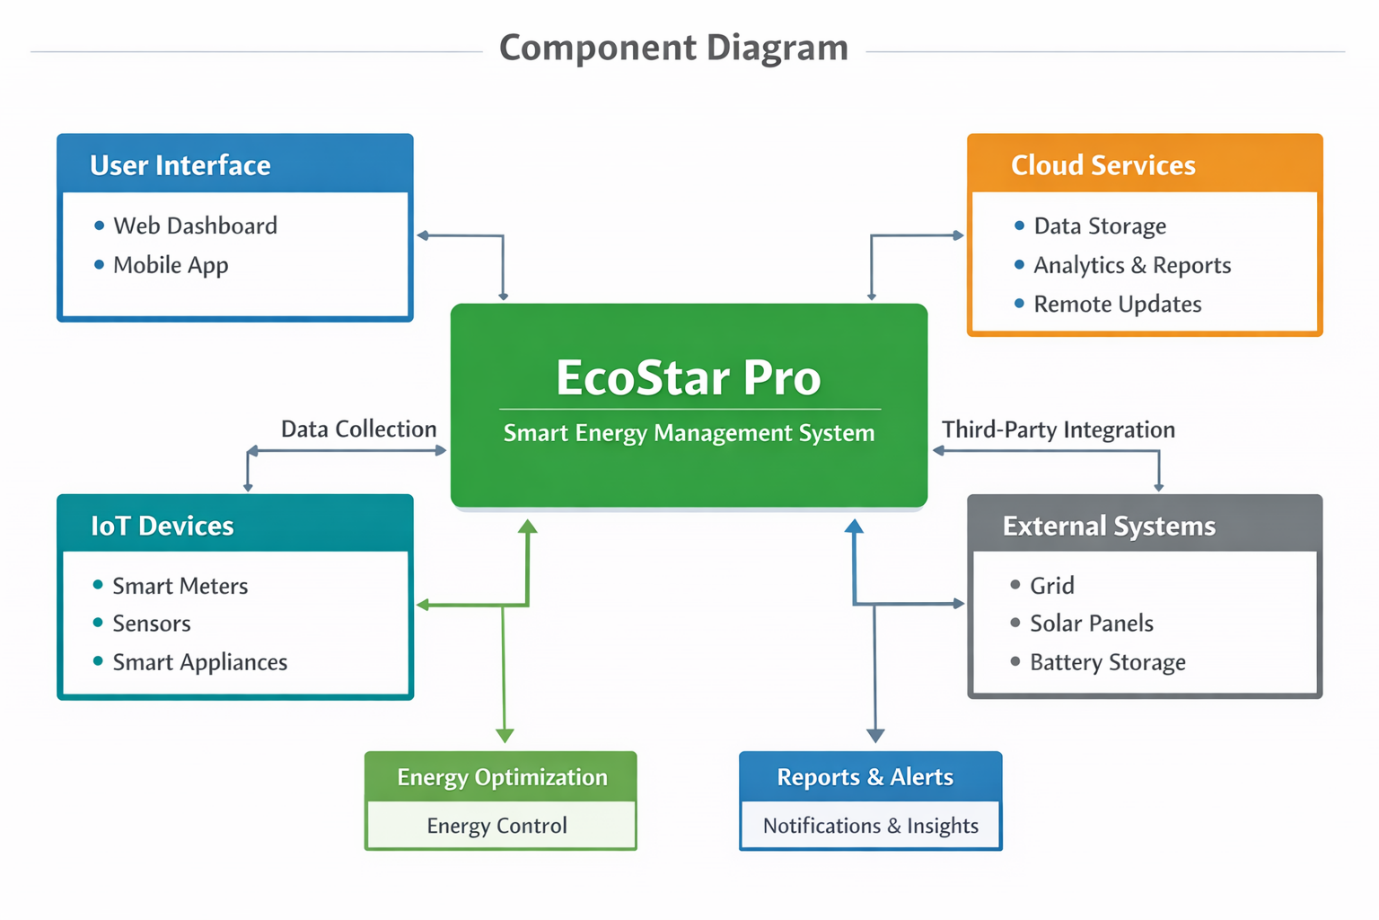 Component Diagram
User Interface
• Web Dashboard
• Mobile App
Cloud Services
• Data Storage
• Analytics & Reports
• Remote Updates
EcoStar Pro
Smart Energy Management System
Data Collection
Third-Party Integration
IoT Devices
• Smart Meters
• Sensors
• Smart Appliances
External Systems
• Grid
• Solar Panels
• Battery Storage
Energy Optimization
Energy Control
Reports & Alerts
Notifications & Insights